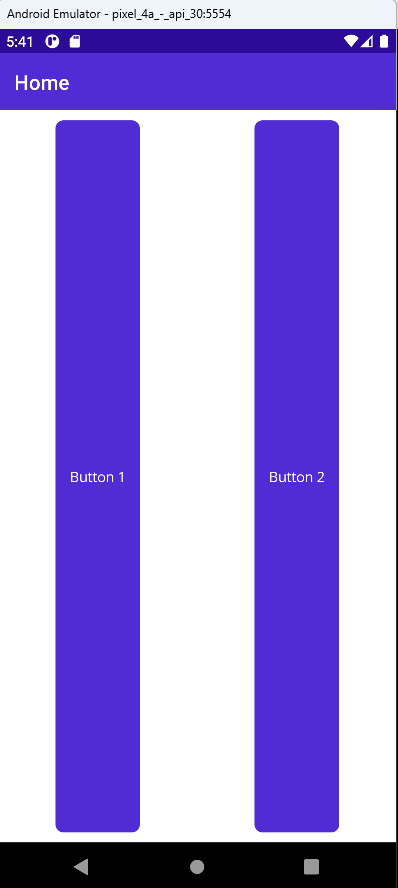 Android Emulator - pixel_4a_-_api_30:5554
5:41
Home
Button 1 Button 2